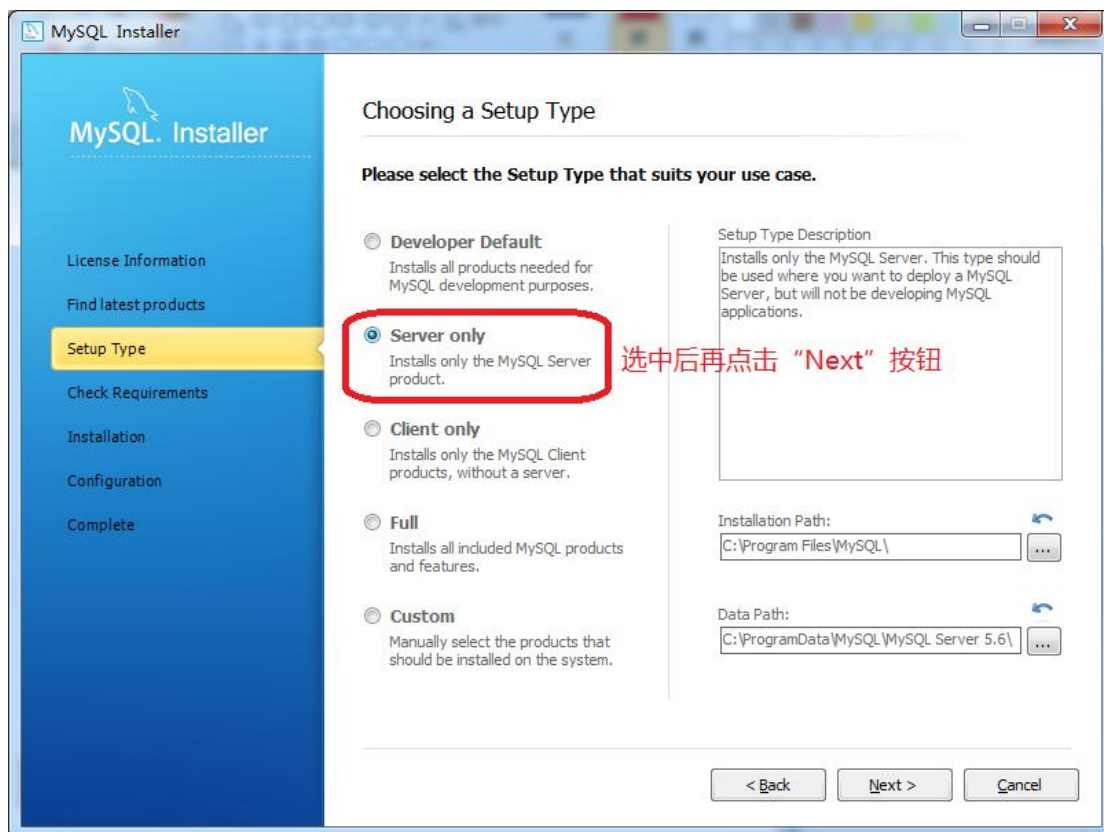 MySQL Installer
MySQL. Installer
License Information
Find latest products
Setup Type
Check Requirements
Installation
Configuration
Complete
Choosing a Setup Type
Please select the Setup Type that suits your use case.
Developer Default
Installs all products needed for
MySQL development purposes.
Server only
Installs only the MySQL Server
product.
选中后再点击“Next”按钮
Client only
Installs only the MySQL Client
products, without a server.
Full
Installs all included MySQL products
and features.
Custom
Manually select the products that
should be installed on the system.
Setup Type Description
Installs only the MySQL Server. This type should
be used where you want to deploy a MySQL
Server, but will not be developing MySQL
applications.
Installation Path:
C:\Program Files\MySQL\
...
Data Path:
C:\ProgramData\MySQL\MySQL Server 5.6\
...
< Back
Next >
Cancel